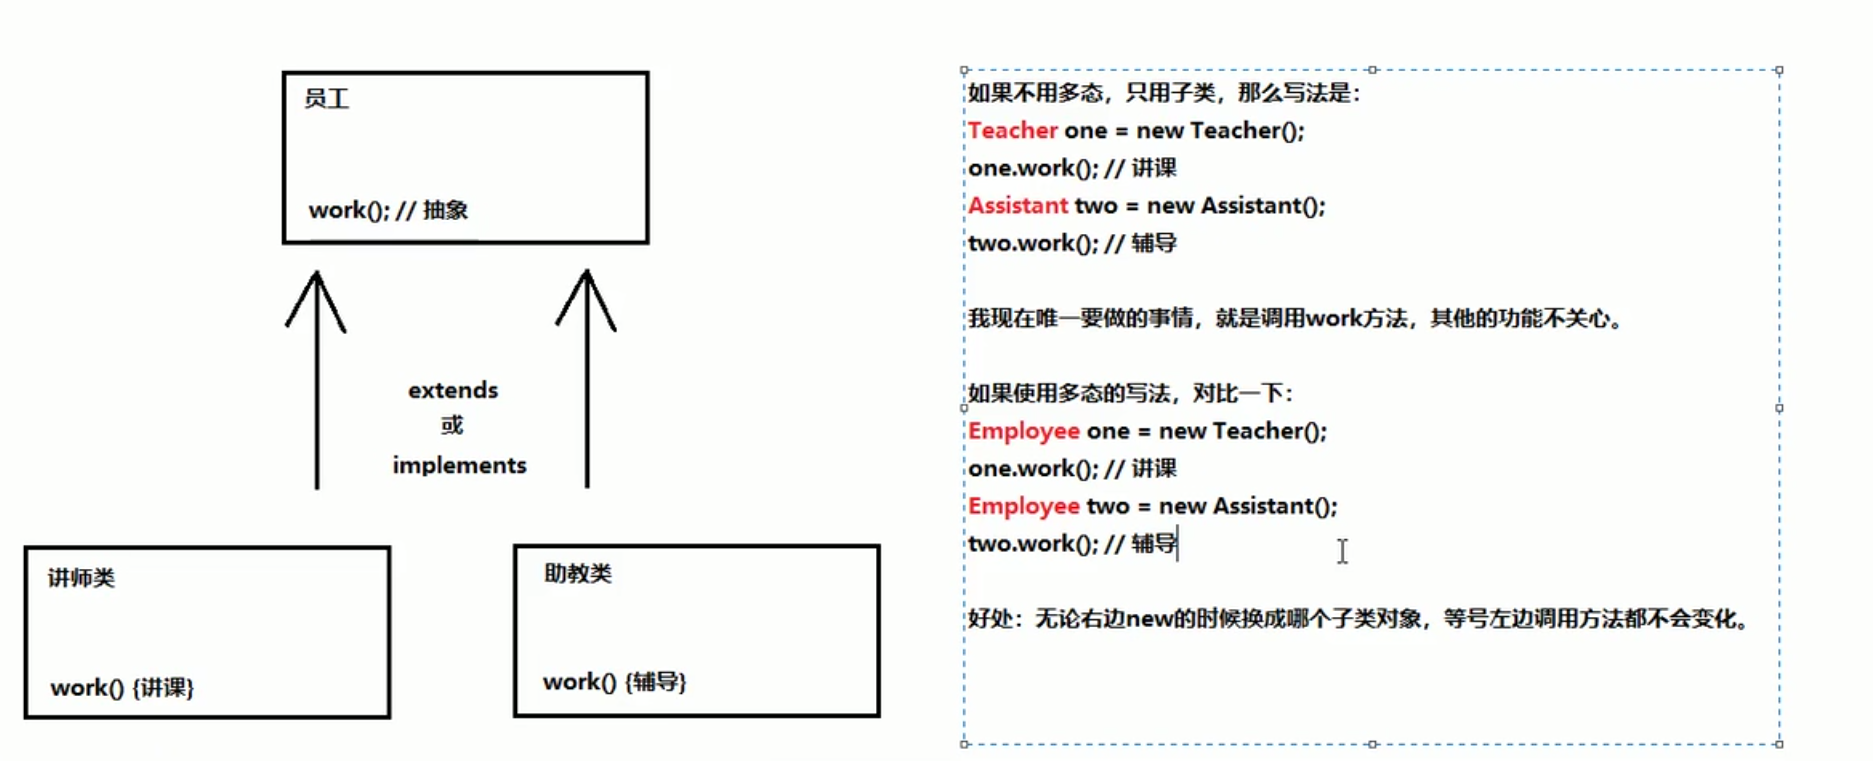 员工
work(); // 抽象
extends
或
implements
讲师类
work() {讲课}
助教类
work() {辅导}
如果不用多态，只用子类，那么写法是：
Teacher one = new Teacher();
one.work(); // 讲课
Assistant two = new Assistant();
two.work(); // 辅导
我现在唯一要做的事情，就是调用work方法，其他的功能不关心。
如果使用多态的写法，对比一下：
Employee one = new Teacher();
one.work(); // 讲课
Employee two = new Assistant();
two.work(); // 辅导
好处：无论右边new的时候换成哪个子类对象，等号左边调用方法都不会变化。